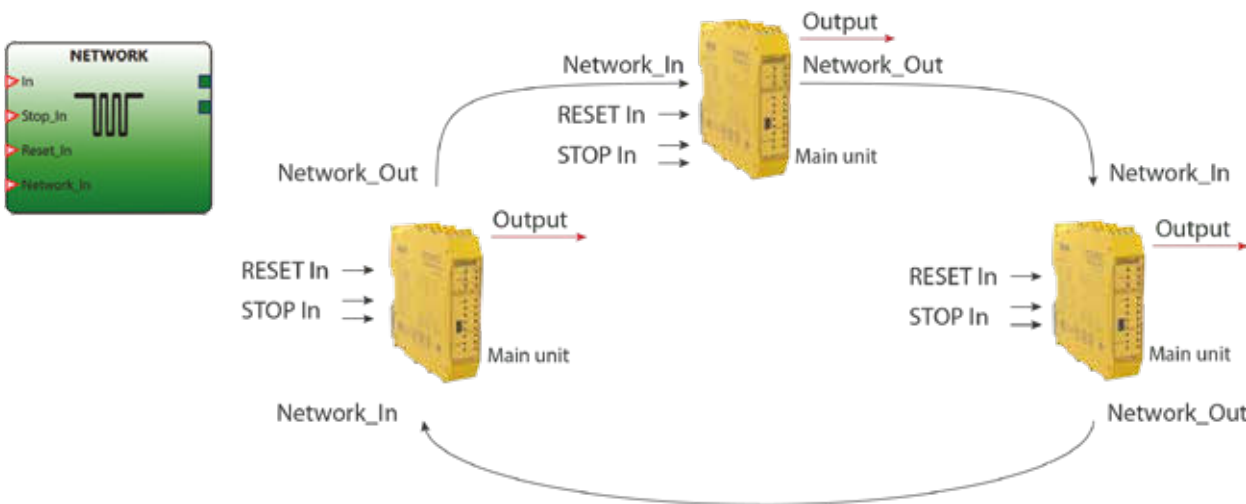 NETWORK
In
Stop_In
Reset_In
Network_In
Output
Network_In
Network_Out
RESET In
STOP In
Main unit
Network_Out
Network_In
Output
Output
RESET In
RESET In
STOP In
STOP In
Main unit
Main unit
Network_In
Network_Out